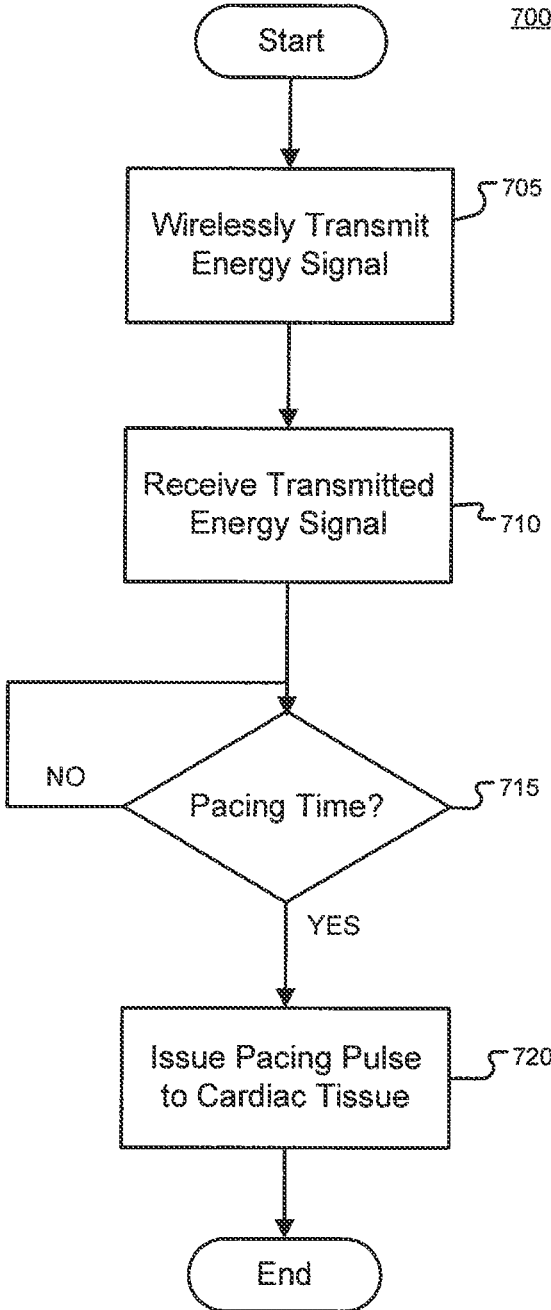 700
Start
705
Wirelessly Transmit
Energy Signal
Receive Transmitted
Energy Signal
710
NO
Pacing Time?
715
YES
Issue Pacing Pulse
to Cardiac Tissue
720
End